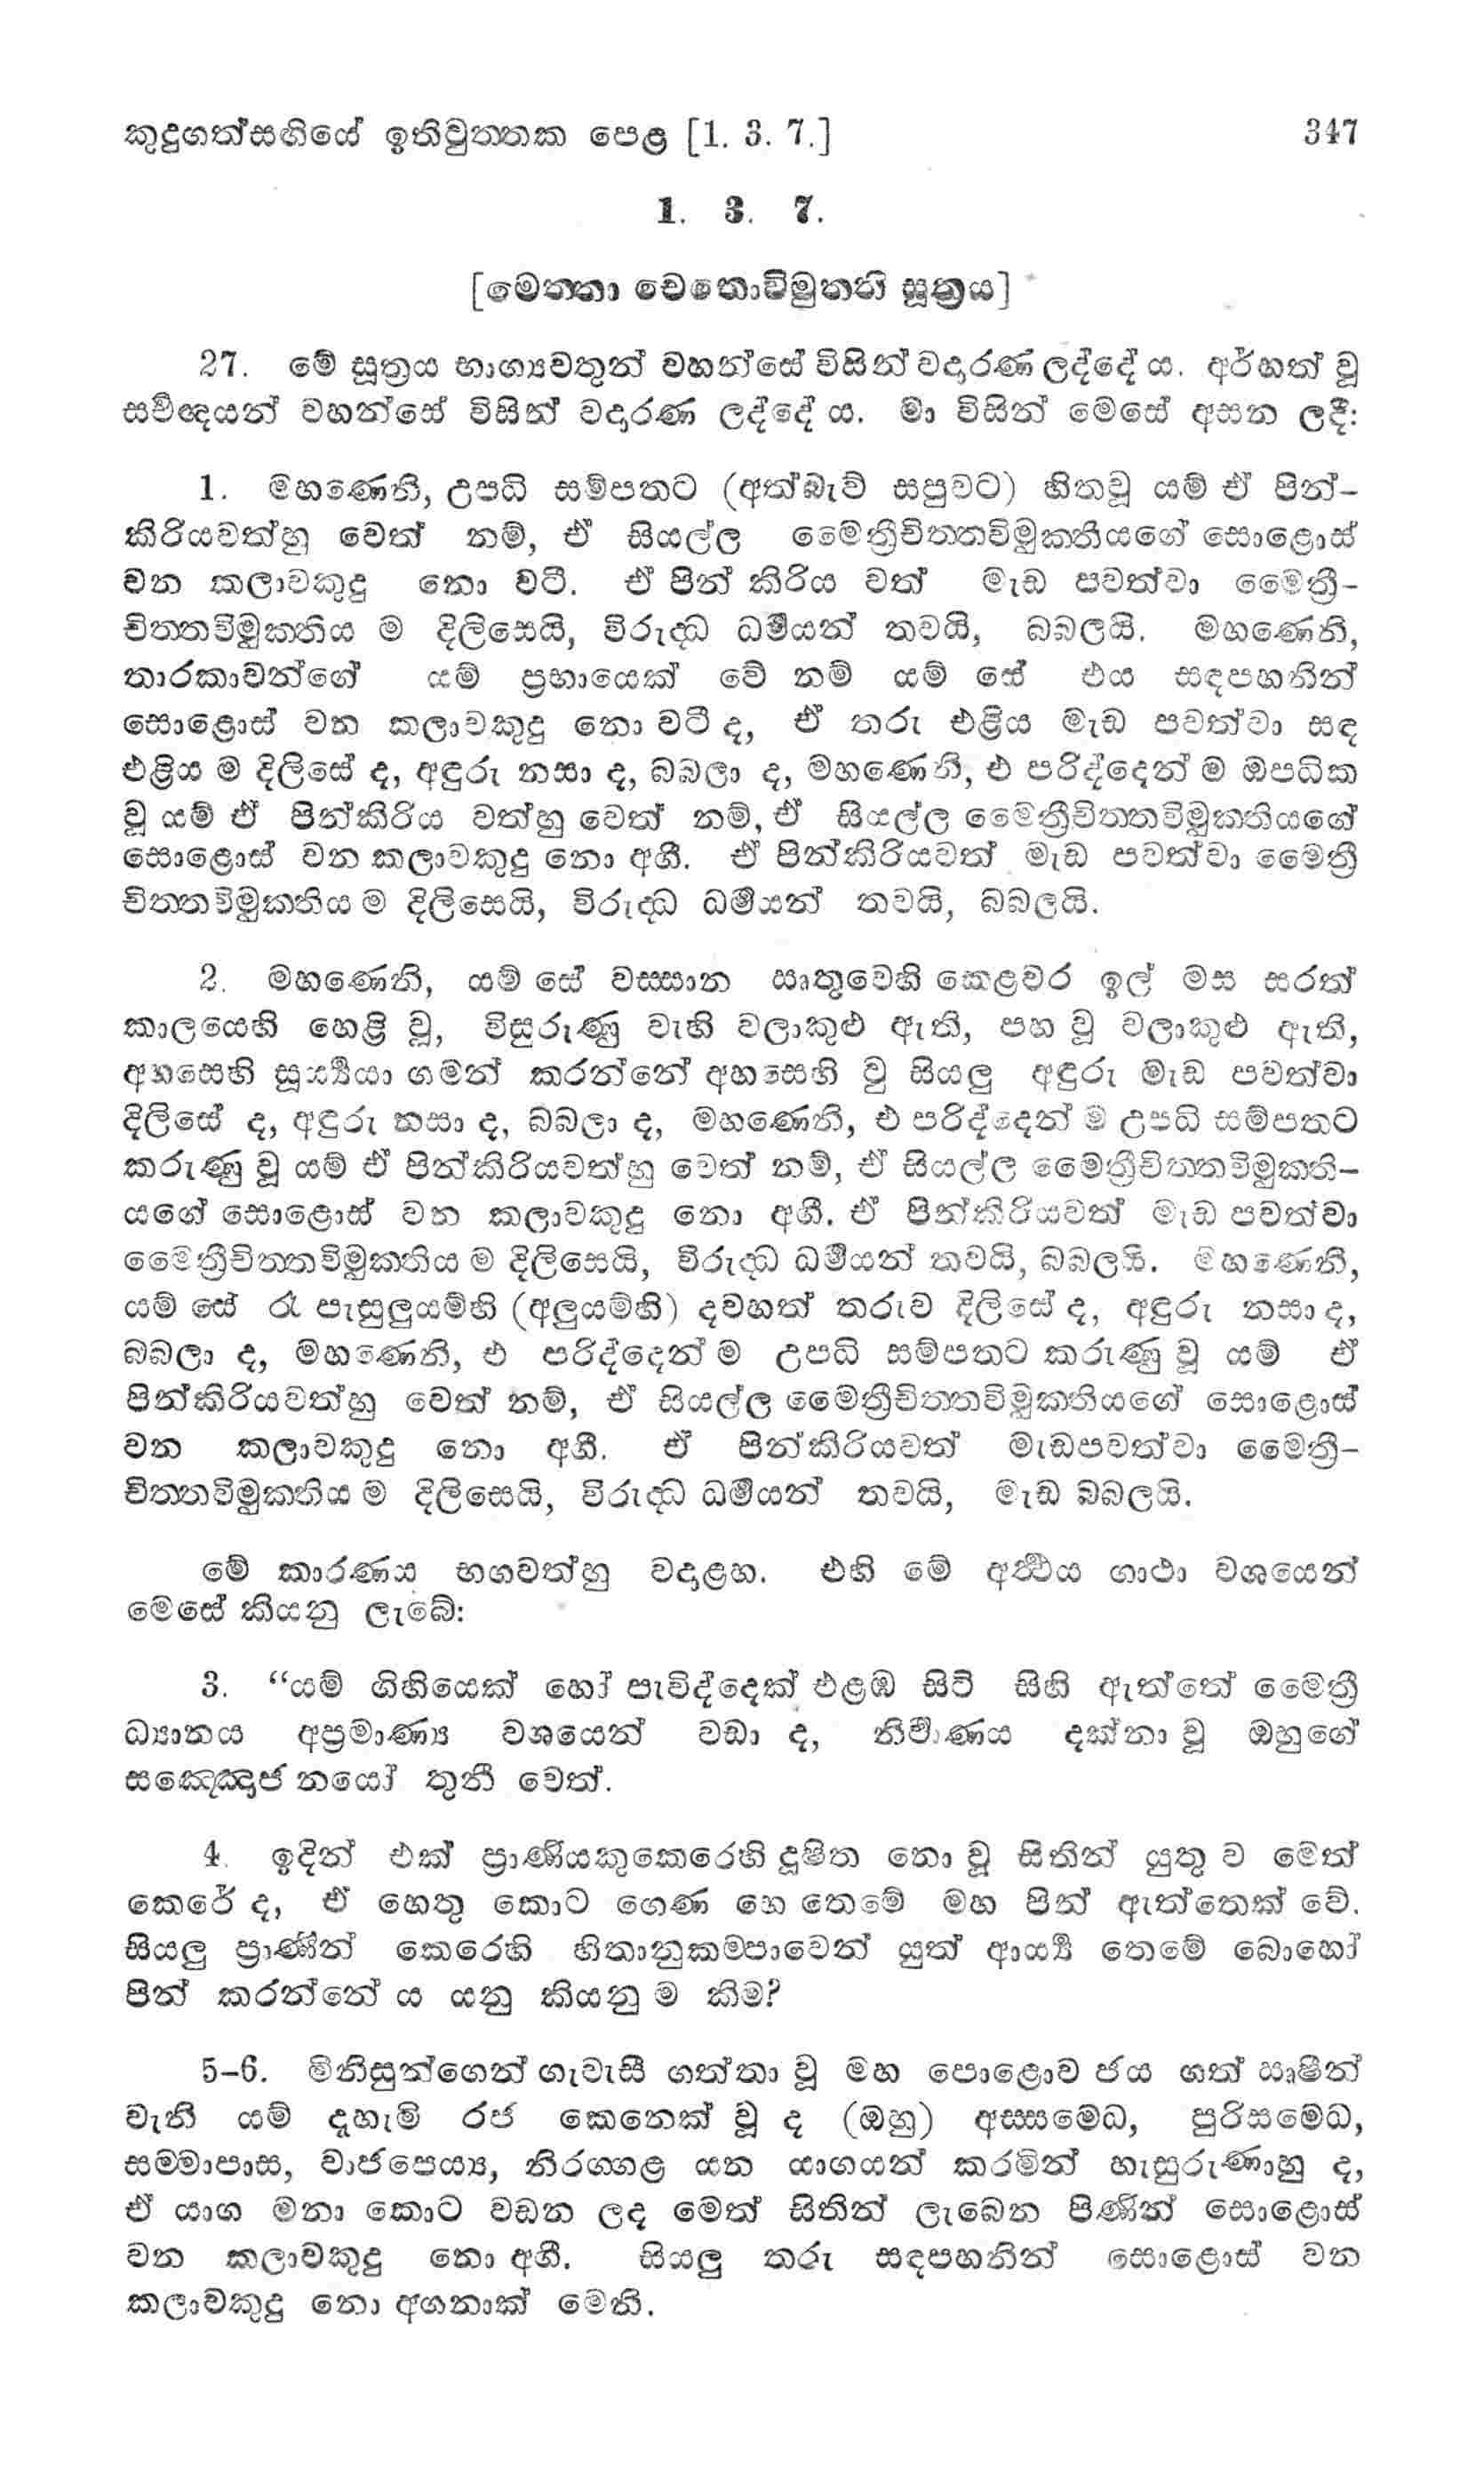 කුදුගත්සඟියේ ඉතිවුත්තක පෙළ [1. 3. 7.] 347
1. 3. 7.
[මෙත්තා චෙතොවිමුත්ති සූත්‍රය]
27. මේ සූත්‍රය භාග්‍යවතුන් වහන්සේ විසින් වදාරණ ලද්දේ ය. අර්හත් වූ
සර්වඥයන් වහන්සේ විසින් වදාරණ ලද්දේ ය. මා විසින් මෙසේ අසන ලදී:
1. මහණෙනි, උපධි සම්පතට (අත්බැව් සපුවට) හිතවූ යම් ඒ පින්-
කිරියවත්හු වෙත් නම්, ඒ සියල්ල මෛත්‍රීචිත්තවිමුක්තීයගේ සොළොස්
වන කලාවකුදු නො වටී. ඒ පින් කිරිය වත් මැඩ පවත්වා මෛත්‍රී-
චිත්තවිමුක්තිය ම දිලිසෙයි, විරුද්ධ ධර්මයන් තවයි, බබලයි. මහණෙනි,
තාරකාවන්ගේ යම් ප්‍රභායෙක් වේ නම් යම් සේ එය සඳපහතින්
සොළොස් වන කලාවකුදු නො වටී ද, ඒ තරු එළිය මැඩ පවත්වා සඳ
එළිය ම දිලිසේ ද, අඳුරු නසා ද, බබලා ද, මහණෙනි, එ පරිද්දෙන් ම ඔපධික
වූ යම් ඒ පින්කිරිය වත්හු වෙත් නම්, ඒ සියල්ල මෛත්‍රීචිත්තවිමුක්තියගේ
සොළොස් වන කලාවකුදු නො අගී. ඒ පින්කිරියවත් මැඩ පවත්වා මෛත්‍රී
චිත්තවිමුක්තිය ම දිලිසෙයි, විරුද්ධ ධර්මයන් තවයි, බබලයි.
2. මහණෙනි, යම් සේ වස්සාන ඍතුවෙහි කෙළවර ඉල් මස සරත්
කාලයෙහි හෙළි වූ, විසුරුණු වැහි වලාකුළු ඇති, පහ වූ වලාකුළු ඇති,
අහසෙහි සූර්‍ය්‍යයා ගමන් කරන්නේ අහසෙහි වු සියලු අඳුරු මැඩ පවත්වා
දිලිසේ ද, අඳුරු නසා ද, බබලා ද, මහණෙනි, එ පරිද්දෙන් ම උපධි සම්පතට
කරුණු වූ යම් ඒ පින්කිරියවත්හු වෙත් නම්, ඒ සියල්ල මෛත්‍රීචිත්තවිමුක්ති-
යගේ සොළොස් වන කලාවකුදු නො අගී. ඒ පින්කිරියවත් මැඩ පවත්වා
මෛත්‍රීචිත්තවිමුක්තිය ම දිලිසෙයි, විරුද්ධ ධර්මයන් තවයි, බබලයි. මහණෙනි,
යම් සේ රෑ පැසුලුයම්හි (අලුයම්හි) දවහත් තරුව දිලිසේ ද, අඳුරු නසා ද,
බබලා ද, මහණෙනි, එ පරිද්දෙන් ම උපධි සම්පතට කරුණු වූ යම් ඒ
පින්කිරියවත්හු වෙත් නම්, ඒ සියල්ල මෛත්‍රීචිත්තවිමුක්තියගේ සොළොස්
වන කලාවකුදු නො අගී. ඒ පින්කිරියවත් මැඩපවත්වා මෛත්‍රී-
චිත්තවිමුක්තිය ම දිලිසෙයි, විරුද්ධ ධර්මයන් තවයි, මැඩ බබලයි.
මේ කාරණය භගවත්හු වදාළහ. එහි මේ අර්ත්‍ථය ගාථා වශයෙන්
මෙසේ කියනු ලැබේ:
3. “යම් ගිහියෙක් හෝ පැවිද්දෙක් එළඹ සිටි සිහි ඇත්තේ මෛත්‍රී
ධ්‍යානය අප්‍රමාණ්‍ය වශයෙන් වඩා ද, නිර්වාණය දක්නා වූ ඔහුගේ
සඤ්ඤොජනයෝ තුනී වෙත්.
4. ඉදින් එක් ප්‍රාණියකුකෙරෙහි දූෂිත නො වූ සිතින් යුතු ව මෙත්
කෙරේ ද, ඒ හෙතු කොට ගෙණ හෙ තෙමේ මහ පින් ඇත්තෙක් වේ.
සියලු ප්‍රාණීන් කෙරෙහි හිතානුකම්පාවෙන් යුත් ආර්‍ය්‍ය තෙමේ බොහෝ
පින් කරන්නේ ය යනු කියනු ම කිම?
5-6. මිනිසුන්ගෙන් ගැවැසී ගත්තා වූ මහ පොළොව ජය ගත් ඍෂීන්
වැනි යම් දැහැමි රජ කෙනෙක් වූ ද (ඔහු) අස්සමෙධ, පුරිසමෙධ,
සම්මාපාස, වාජපෙය්‍ය, නිරග්ගළ යන යාගයන් කරමින් හැසුරුණාහු ද,
ඒ යාග මනා කොට වඩන ලද මෙත් සිතින් ලැබෙන පිණින් සොළොස්
වන කලාවකුදු නො අගී. සියලු තරු සඳපහතින් සොළොස් වන
කලාවකුදු නො අගනාක් මෙනි.